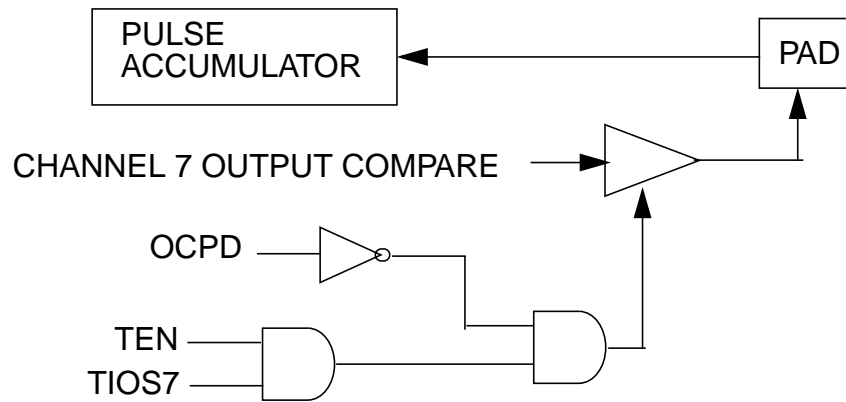 PULSE
ACCUMULATOR
PAD
CHANNEL 7 OUTPUT COMPARE
OCPD
TEN
TIOS7